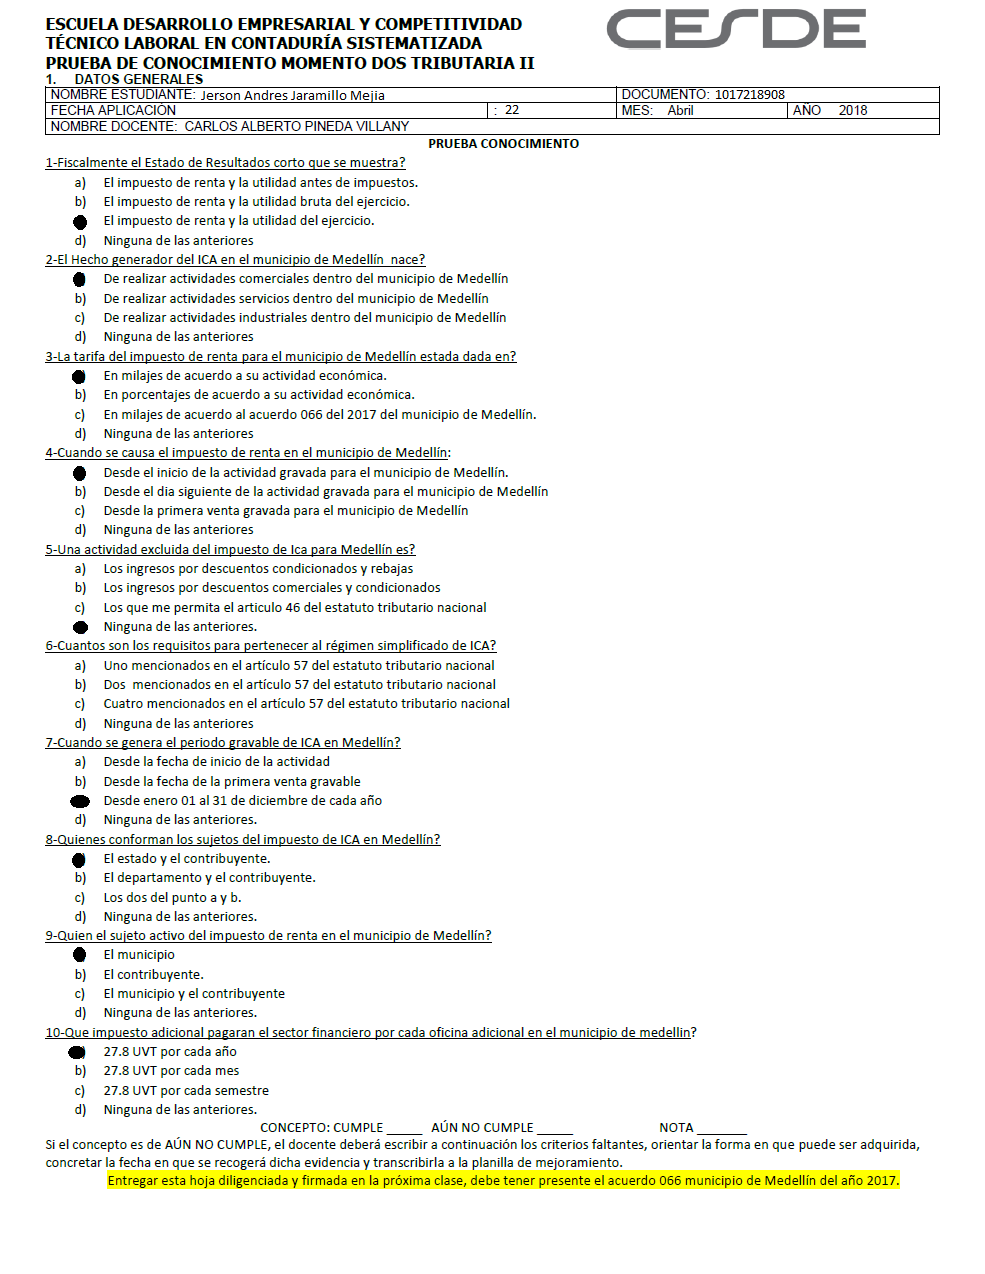 ESCUELA DESARROLLO EMPRESARIAL Y COMPETITIVIDAD
TÉCNICO LABORAL EN CONTADURÍA SISTEMATIZADA
PRUEBA DE CONOCIMIENTO MOMENTO DOS TRIBUTARIA II
CESDE
1. DATOS GENERALES
NOMBRE ESTUDIANTE: Jerson Andres Jaramillo Mejia DOCUMENTO: 1017218908
FECHA APLICACIÓN : 22 MES: Abril AÑO 2018
NOMBRE DOCENTE: CARLOS ALBERTO PINEDA VILLANY
PRUEBA CONOCIMIENTO
1-Fiscalmente el Estado de Resultados corto que se muestra?
a) El impuesto de renta y la utilidad antes de impuestos.
b) El impuesto de renta y la utilidad bruta del ejercicio.
El impuesto de renta y la utilidad del ejercicio.
d) Ninguna de las anteriores
2-El Hecho generador del ICA en el municipio de Medellín nace?
De realizar actividades comerciales dentro del municipio de Medellín
b) De realizar actividades servicios dentro del municipio de Medellín
c) De realizar actividades industriales dentro del municipio de Medellín
d) Ninguna de las anteriores
3-La tarifa del impuesto de renta para el municipio de Medellín estada dada en?
En milajes de acuerdo a su actividad económica.
b) En porcentajes de acuerdo a su actividad económica.
c) En milajes de acuerdo al acuerdo 066 del 2017 del municipio de Medellín.
d) Ninguna de las anteriores
4-Cuando se causa el impuesto de renta en el municipio de Medellín:
Desde el inicio de la actividad gravada para el municipio de Medellín.
b) Desde el dia siguiente de la actividad gravada para el municipio de Medellín
c) Desde la primera venta gravada para el municipio de Medellín
d) Ninguna de las anteriores
5-Una actividad excluida del impuesto de Ica para Medellín es?
a) Los ingresos por descuentos condicionados y rebajas
b) Los ingresos por descuentos comerciales y condicionados
c) Los que me permita el articulo 46 del estatuto tributario nacional
Ninguna de las anteriores.
6-Cuantos son los requisitos para pertenecer al régimen simplificado de ICA?
a) Uno mencionados en el artículo 57 del estatuto tributario nacional
b) Dos mencionados en el artículo 57 del estatuto tributario nacional
c) Cuatro mencionados en el artículo 57 del estatuto tributario nacional
d) Ninguna de las anteriores
7-Cuando se genera el periodo gravable de ICA en Medellín?
a) Desde la fecha de inicio de la actividad
b) Desde la fecha de la primera venta gravable
Desde enero 01 al 31 de diciembre de cada año
d) Ninguna de las anteriores.
8-Quienes conforman los sujetos del impuesto de ICA en Medellín?
El estado y el contribuyente.
b) El departamento y el contribuyente.
c) Los dos del punto a y b.
d) Ninguna de las anteriores.
9-Quien el sujeto activo del impuesto de renta en el municipio de Medellín?
El municipio
b) El contribuyente.
c) El municipio y el contribuyente
d) Ninguna de las anteriores.
10-Que impuesto adicional pagaran el sector financiero por cada oficina adicional en el municipio de medellin?
27.8 UVT por cada año
b) 27.8 UVT por cada mes
c) 27.8 UVT por cada semestre
d) Ninguna de las anteriores.
CONCEPTO: CUMPLE _____ AÚN NO CUMPLE _____ NOTA _______
Si el concepto es de AÚN NO CUMPLE, el docente deberá escribir a continuación los criterios faltantes, orientar la forma en que puede ser adquirida,
concretar la fecha en que se recogerá dicha evidencia y transcribirla a la planilla de mejoramiento.
Entregar esta hoja diligenciada y firmada en la próxima clase, debe tener presente el acuerdo 066 municipio de Medellín del año 2017.